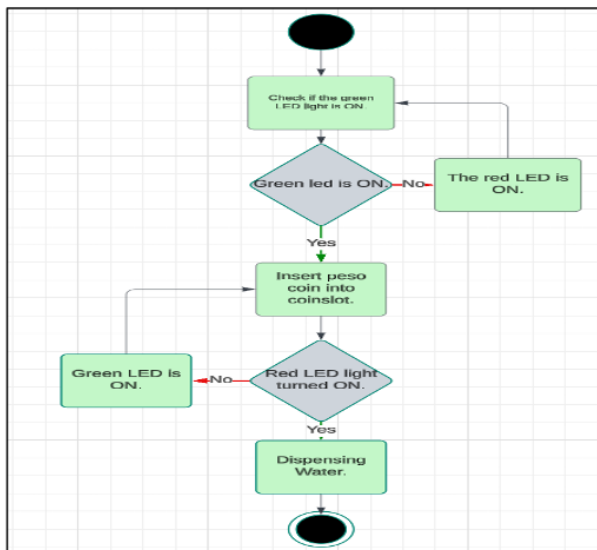 Check if the green
LED light is ON.
Green led is ON.
No
The red LED is
ON.
Yes
Insert peso
coin into
coinslot.
Green LED is
ON.
No
Red LED light
turned ON.
Yes
Dispensing
Water.